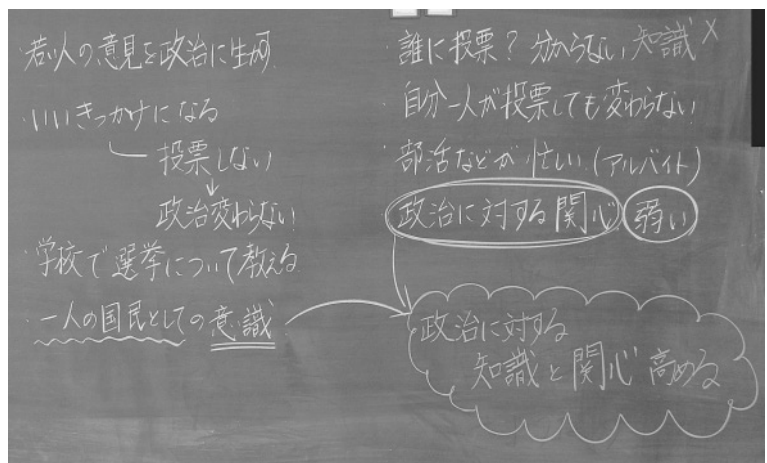 ・若い人の意見を政治に生かす
・いいきっかけになる
投票しない
↓
政治変わらない
・学校で選挙について教える
・一人の国民としての意識
・誰に投票?分からない 知識×
・自分一人が投票しても変わらない
・部活などが忙しい(アルバイト)
政治に対する関心 弱い
政治に対する
知識と関心 高める